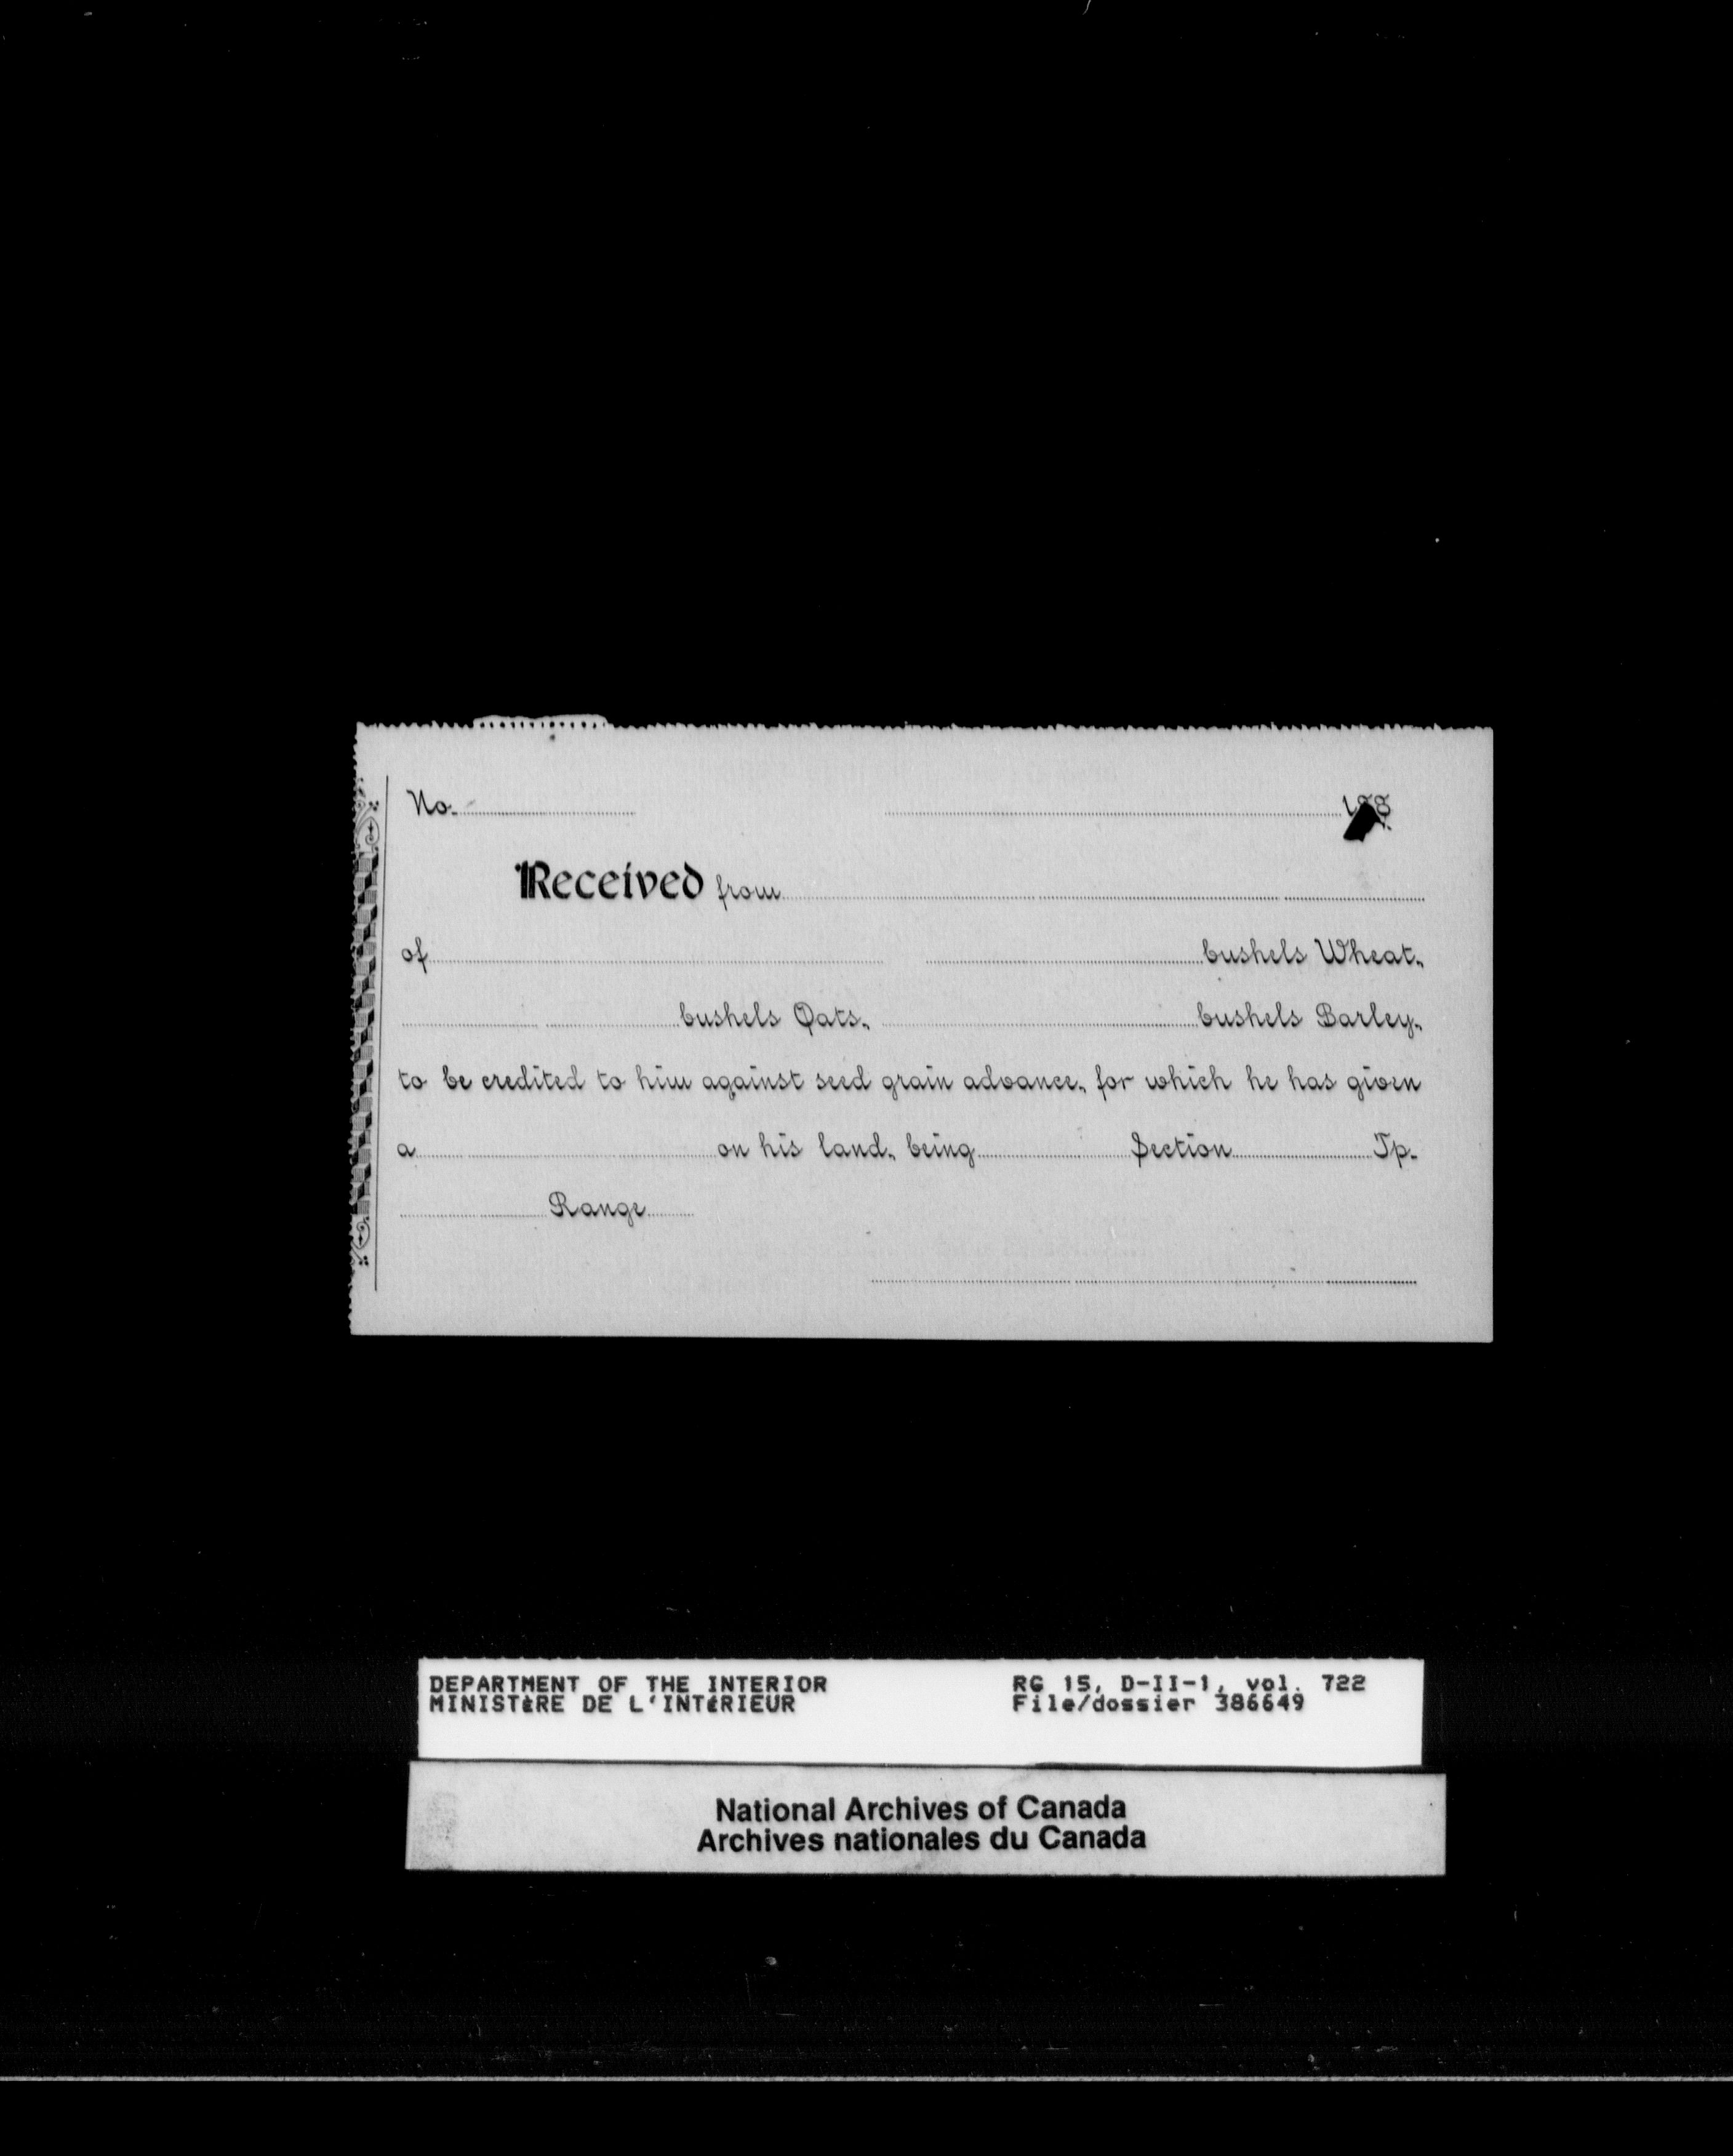 No. 188
Received from
of bushels Wheat,
bushels Oats, bushels Barley,
to be credited to him against seed grain advance, for which he has given
a on his land, being Section Tp.
Range
DEPARTMENT OF THE INTERIOR RG 15, D-II-1, vol. 722
MINISTèRE DE L'INTéRIEUR File/dossier 386649
National Archives of Canada
Archives nationales du Canada